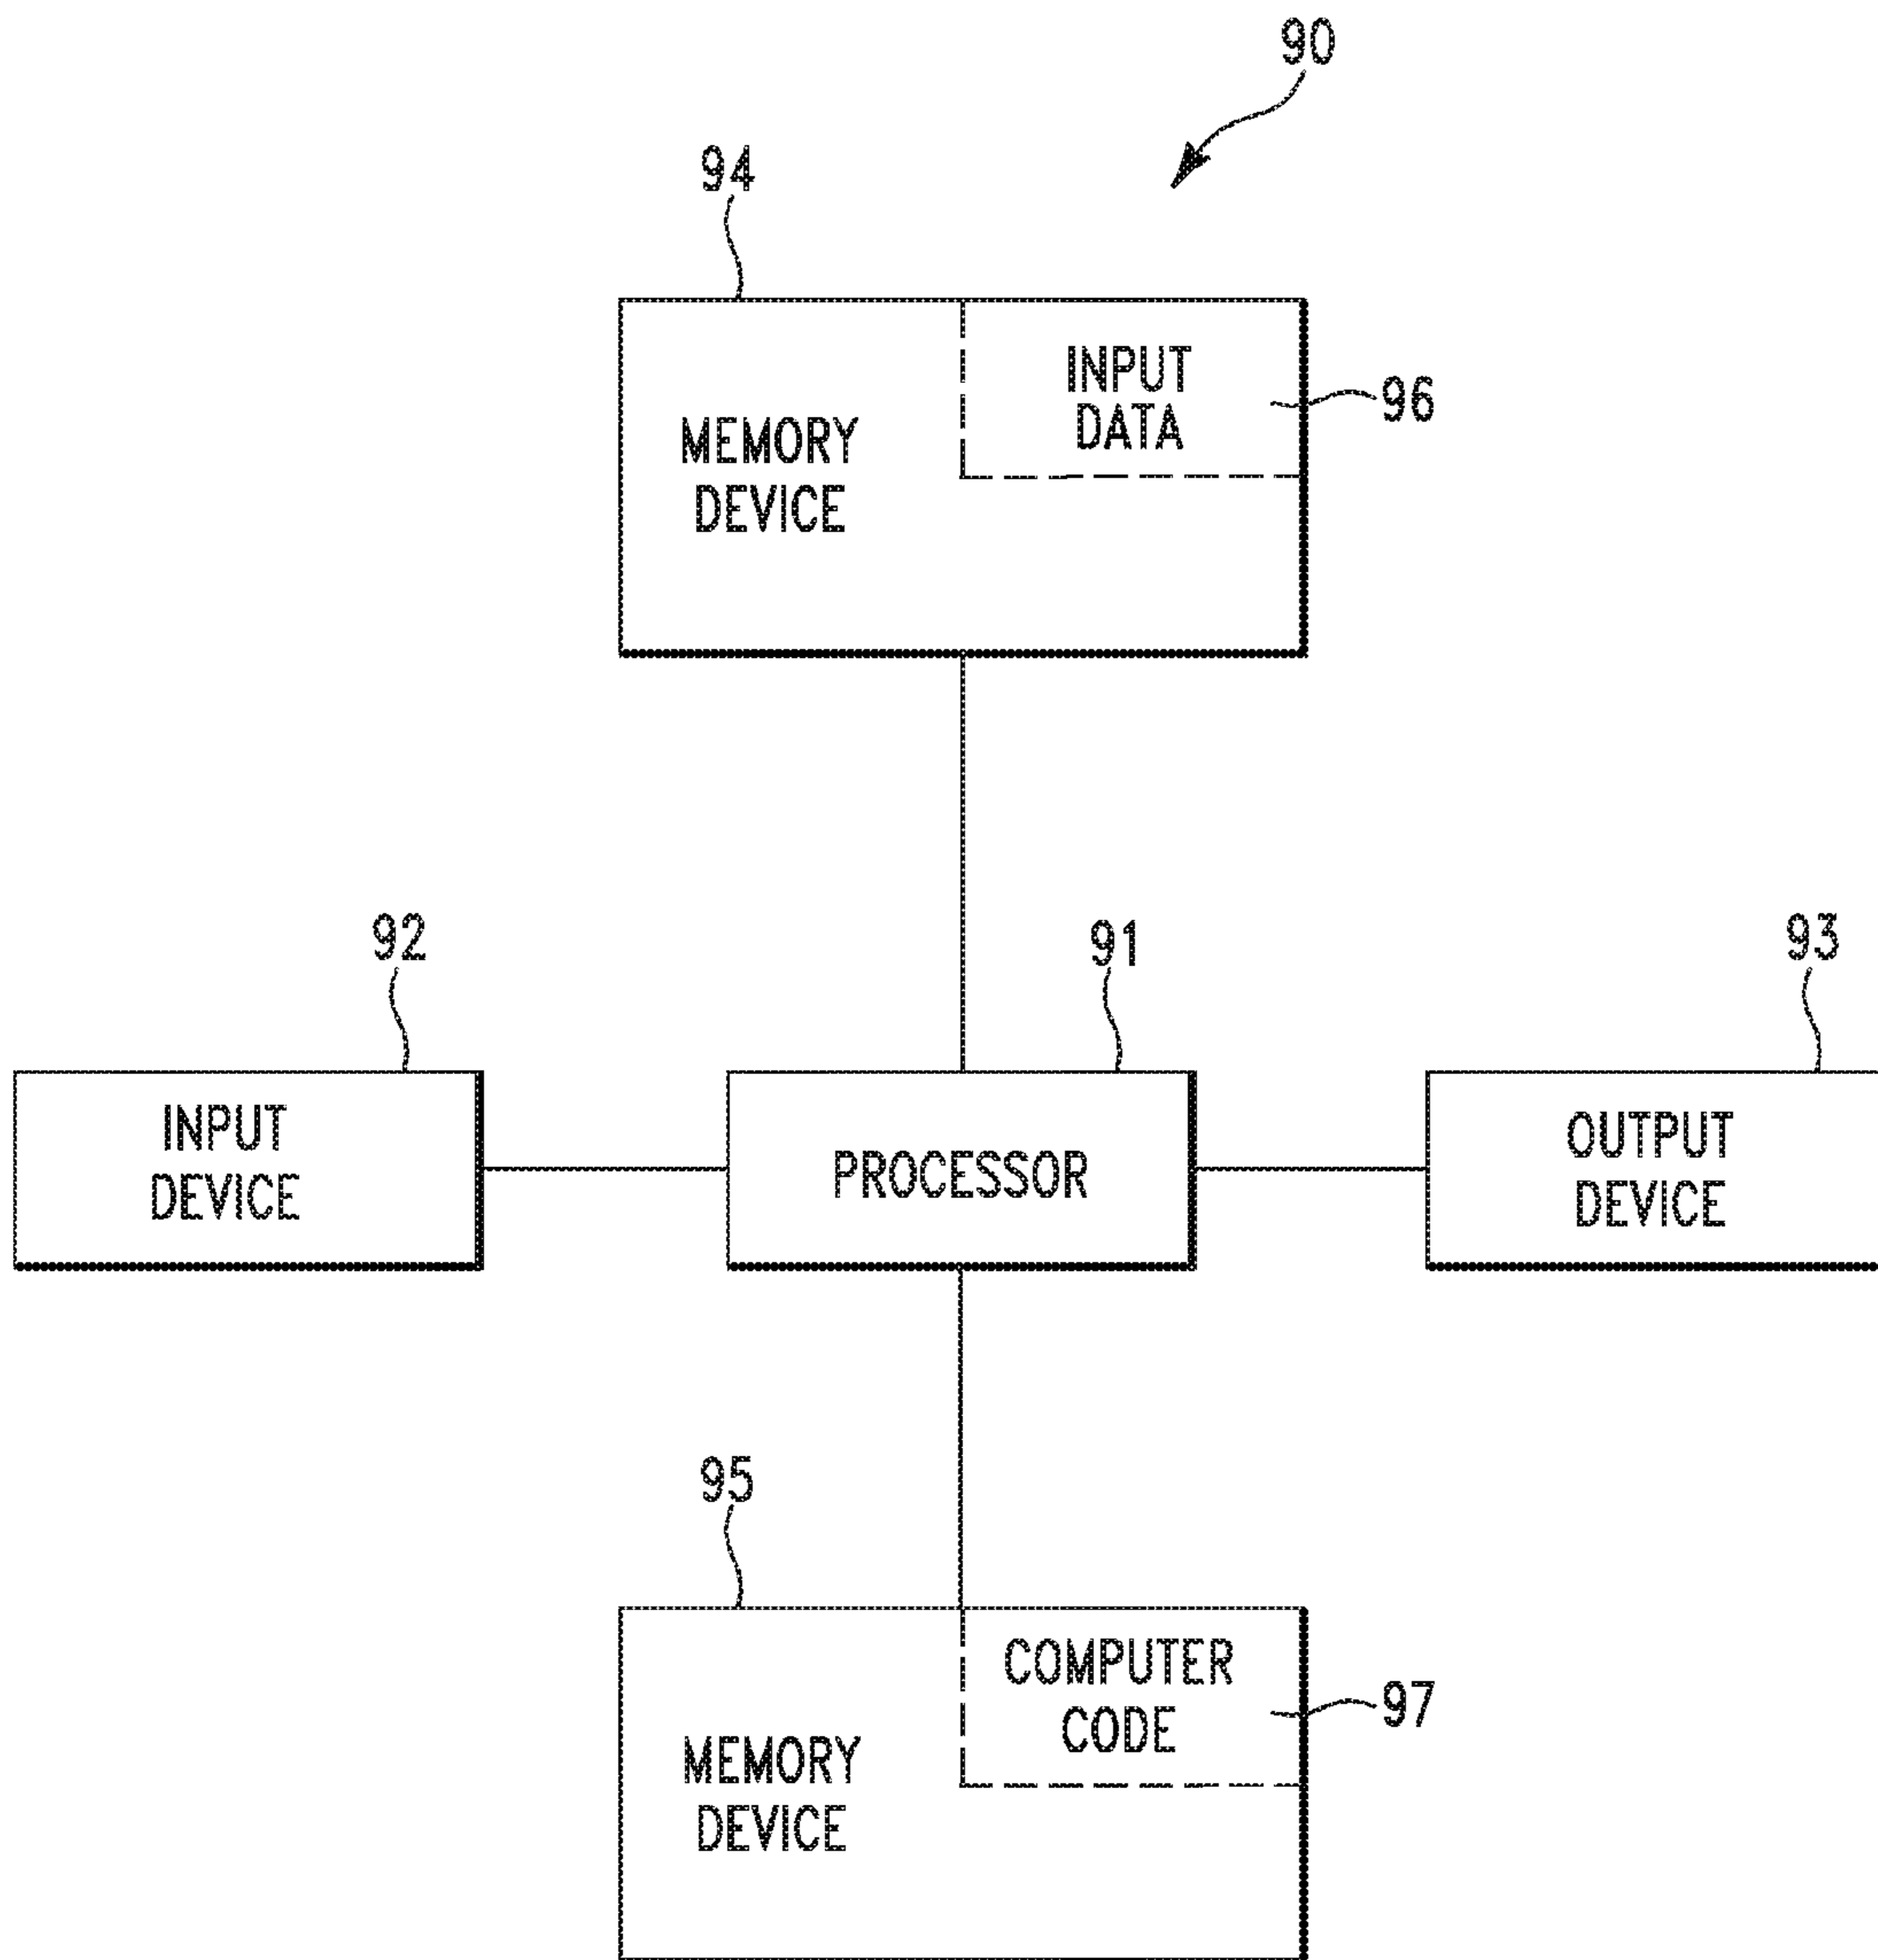 90
94
INPUT
DATA
96
MEMORY
DEVICE
92
91
93
INPUT
DEVICE
PROCESSOR
OUTPUT
DEVICE
95
COMPUTER
CODE
97
MEMORY
DEVICE